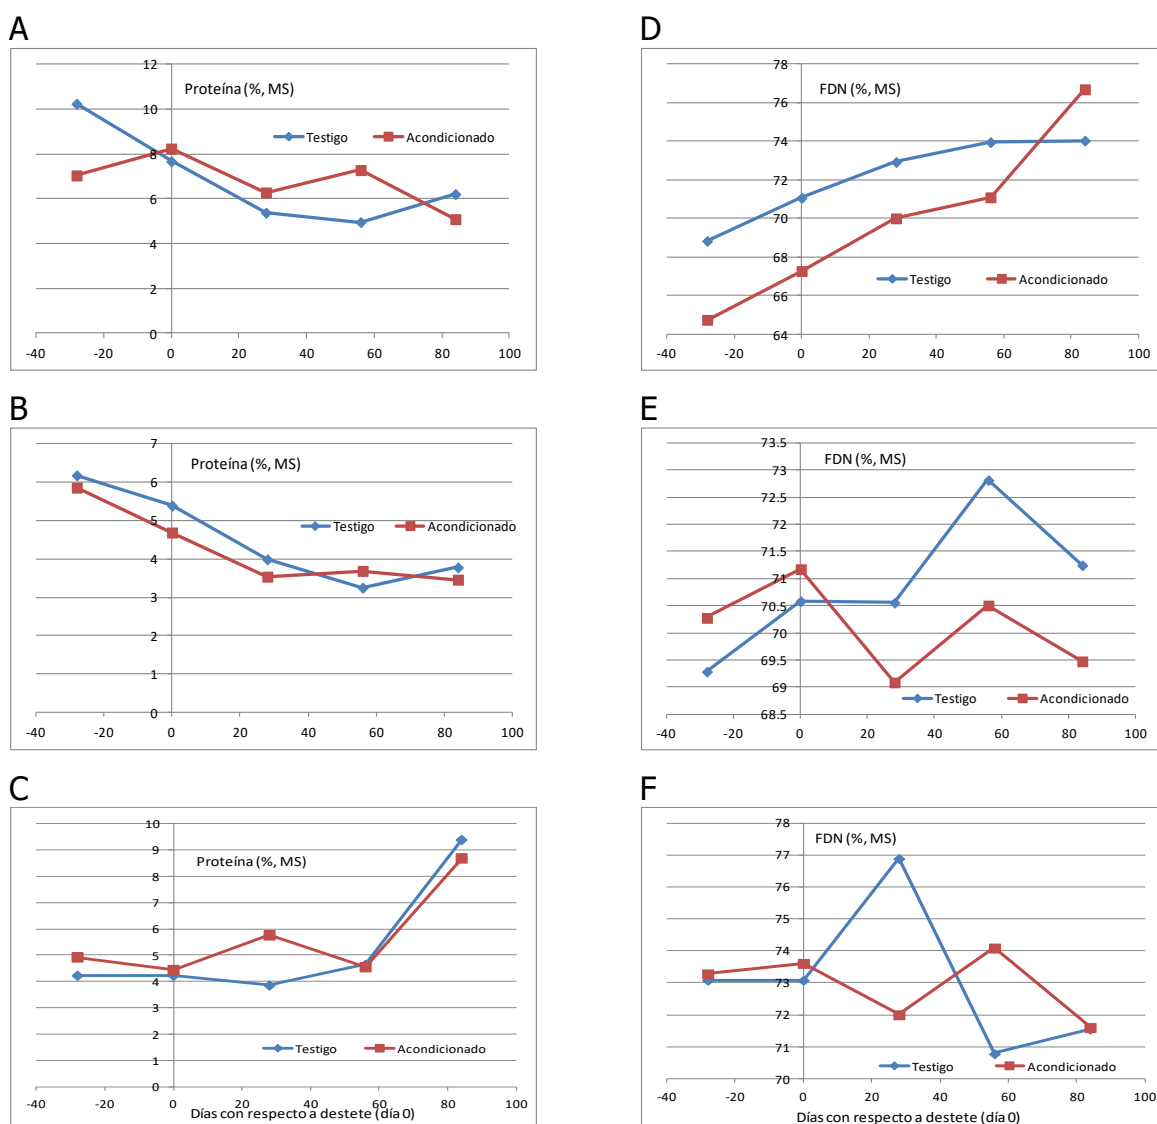 A
Proteína (%, MS)
Testigo Acondicionado
12
10
8
6
4
2
0
-40 -20 0 20 40 60 80 100
D
FDN (%, MS)
Testigo Acondicionado
78
76
74
72
70
68
66
64
-40 -20 0 20 40 60 80 100
B
Proteína (%, MS)
Testigo Acondicionado
7
6
5
4
3
2
1
0
-40 -20 0 20 40 60 80 100
E
FDN (%, MS)
Testigo Acondicionado
73.5
73
72.5
72
71.5
71
70.5
70
69.5
69
68.5
-40 -20 0 20 40 60 80 100
C
Proteína (%, MS)
Testigo Acondicionado
10
9
8
7
6
5
4
3
2
1
0
-40 -20 0 20 40 60 80 100
Días con respecto a destete (día 0)
F
FDN (%, MS)
Testigo Acondicionado
78
77
76
75
74
73
72
71
70
-40 -20 0 20 40 60 80 100
Días con respecto a destete (día 0)